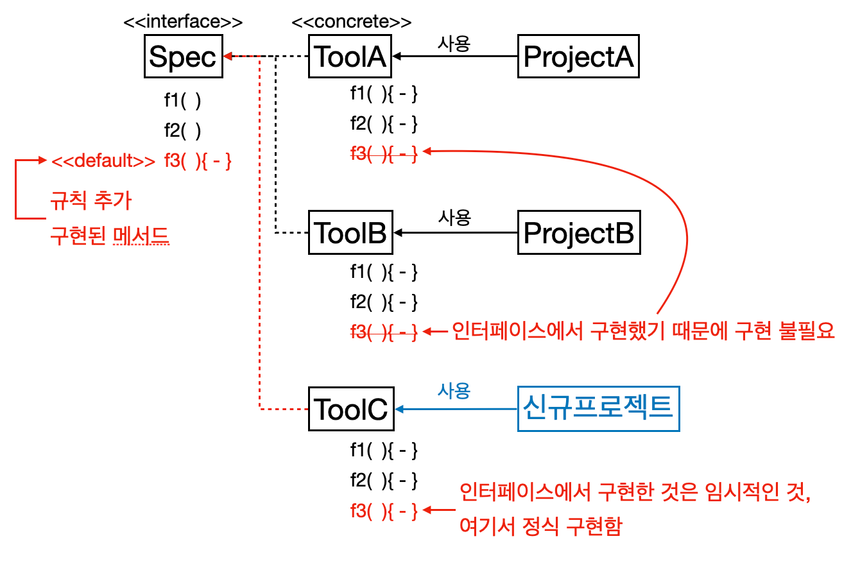 <<interface>> <<concrete>>
Spec ToolA 사용 ProjectA
f1( ) f1( ){ - }
f2( ) f2( ){ - }
<<default>> f3( ){ - } f3( ){ - }
규칙 추가
구현된 메서드
ToolB 사용 ProjectB
f1( ){ - }
f2( ){ - }
f3( ){ - } 인터페이스에서 구현했기 때문에 구현 불필요
ToolC 사용 신규프로젝트
f1( ){ - }
f2( ){ - }
f3( ){ - } 인터페이스에서 구현한 것은 임시적인 것,
여기서 정식 구현함